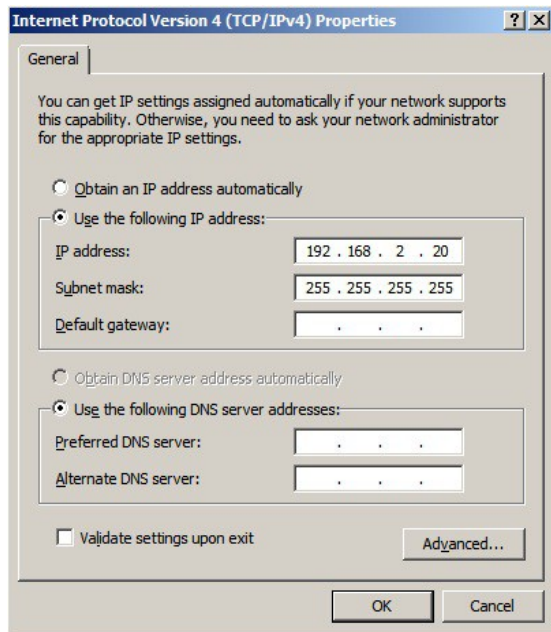 Internet Protocol Version 4 (TCP/IPv4) Properties
General
You can get IP settings assigned automatically if your network supports
this capability. Otherwise, you need to ask your network administrator
for the appropriate IP settings.
Obtain an IP address automatically
Use the following IP address:
IP address: 192 . 168 . 2 . 20
Subnet mask: 255 . 255 . 255 . 255
Default gateway: . . .
Obtain DNS server address automatically
Use the following DNS server addresses:
Preferred DNS server: . . .
Alternate DNS server: . . .
Validate settings upon exit
Advanced...
OK Cancel